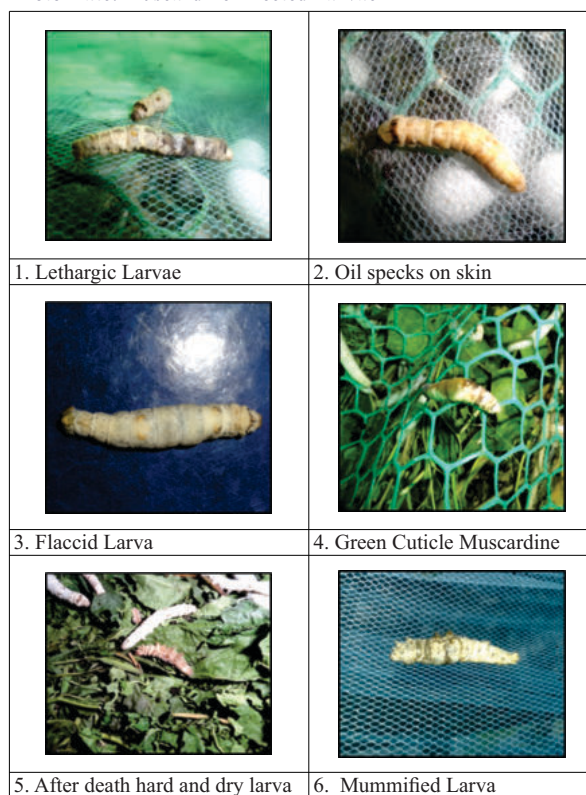 1. Lethargic Larvae
2. Oil specks on skin
3. Flaccid Larva
4. Green Cuticle Muscardine
5. After death hard and dry larva
6. Mummified Larva